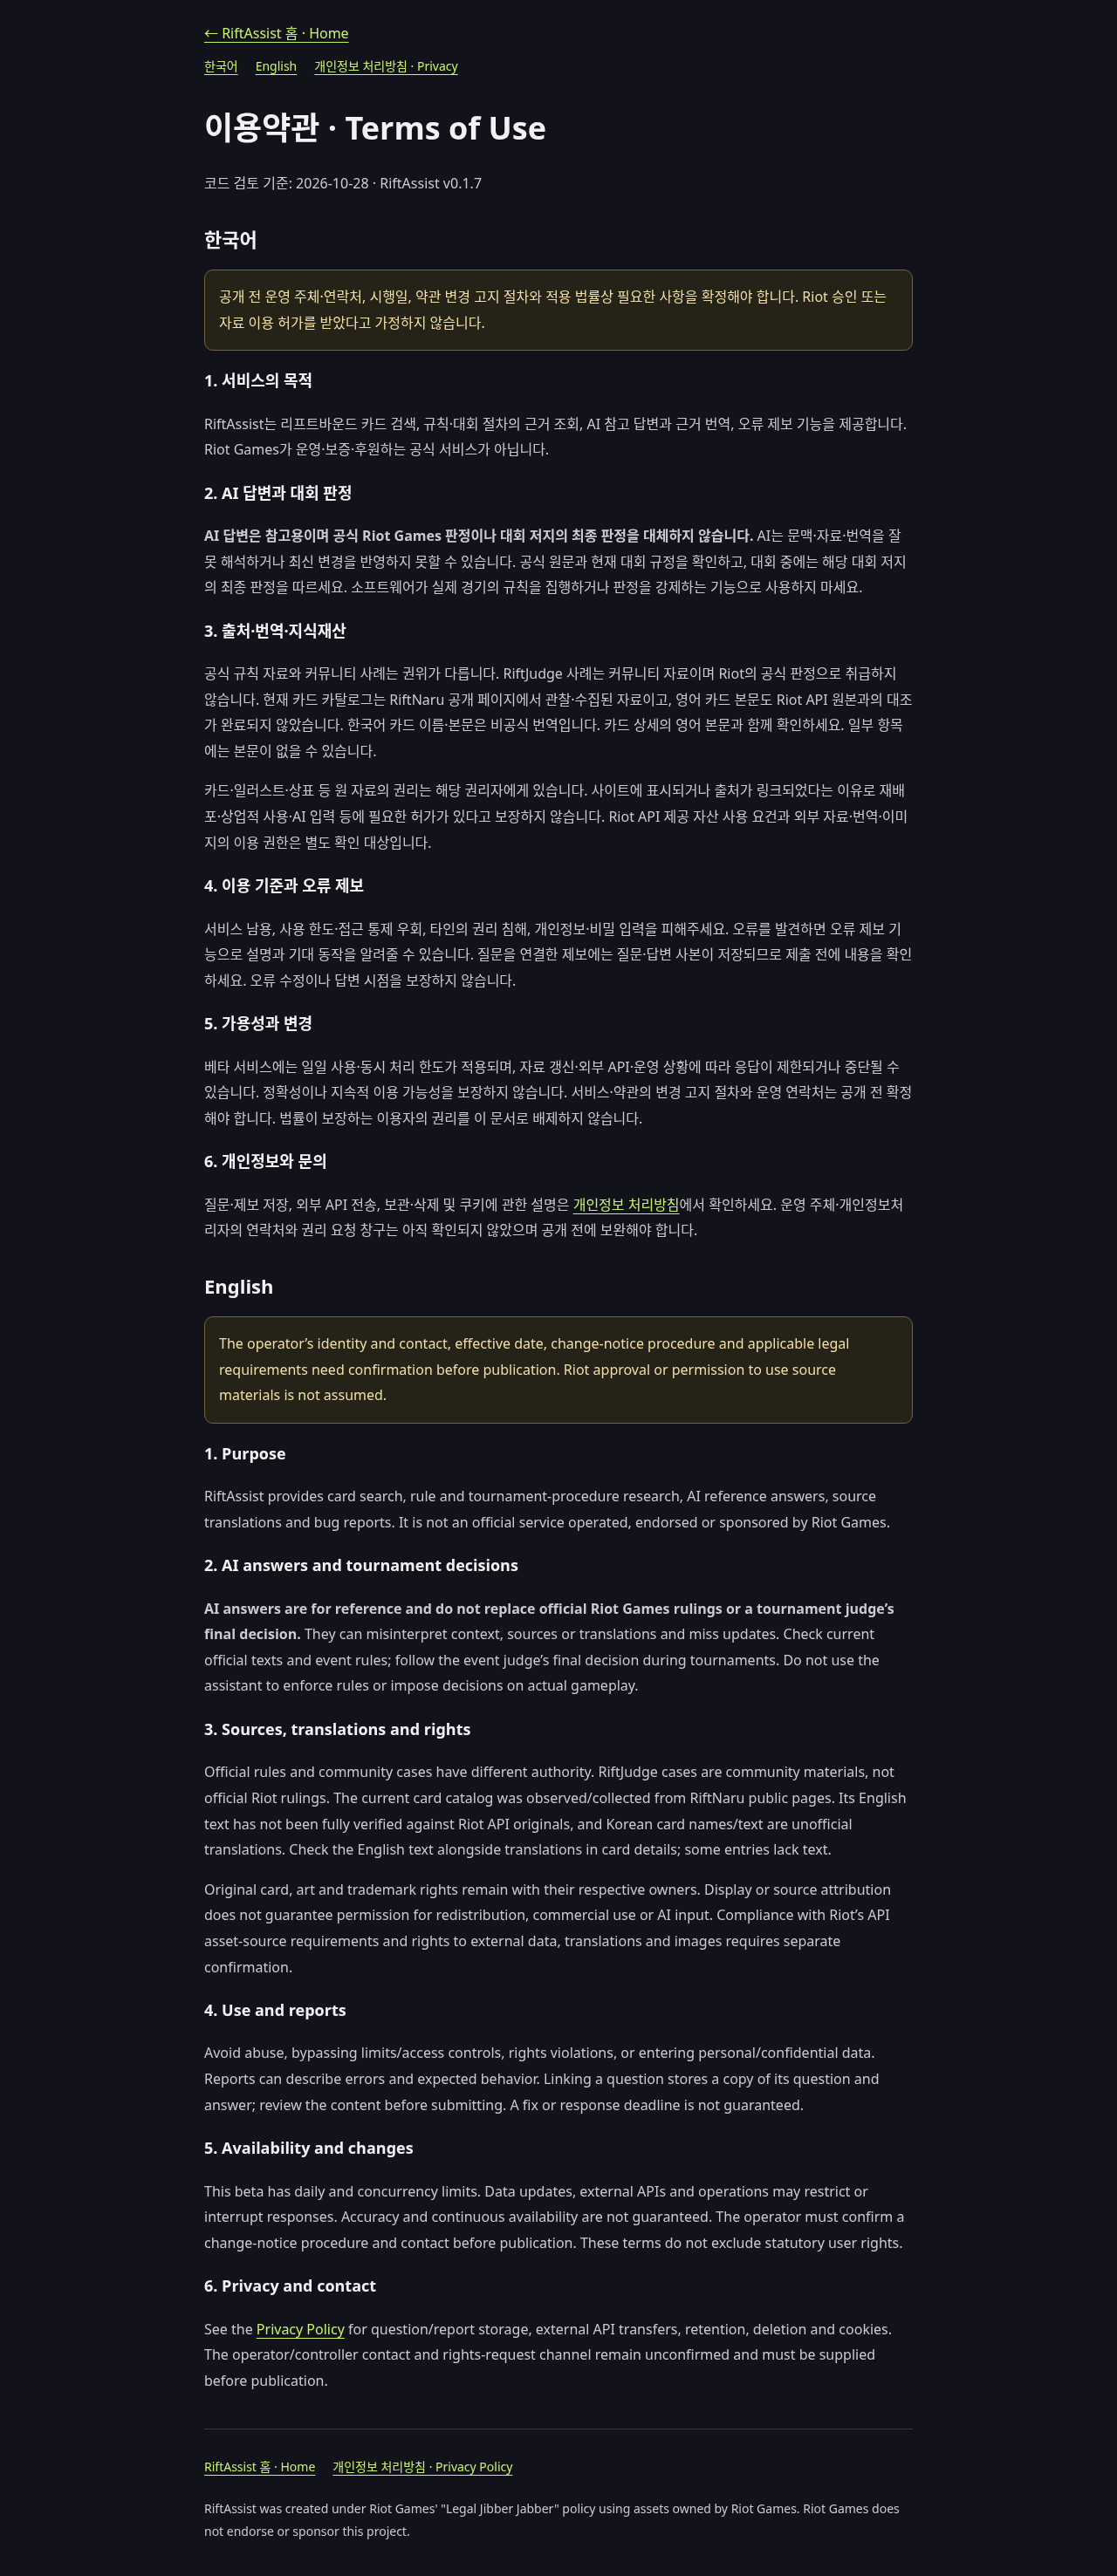 ← RiftAssist 홈 · Home
한국어 English 개인정보 처리방침 · Privacy
이용약관 · Terms of Use
코드 검토 기준: 2026-10-28 · RiftAssist v0.1.7
한국어
공개 전 운영 주체·연락처, 시행일, 약관 변경 고지 절차와 적용 법률상 필요한 사항을 확정해야 합니다. Riot 승인 또는
자료 이용 허가를 받았다고 가정하지 않습니다.
1. 서비스의 목적
RiftAssist는 리프트바운드 카드 검색, 규칙·대회 절차의 근거 조회, AI 참고 답변과 근거 번역, 오류 제보 기능을 제공합니다.
Riot Games가 운영·보증·후원하는 공식 서비스가 아닙니다.
2. AI 답변과 대회 판정
AI 답변은 참고용이며 공식 Riot Games 판정이나 대회 저지의 최종 판정을 대체하지 않습니다. AI는 문맥·자료·번역을 잘
못 해석하거나 최신 변경을 반영하지 못할 수 있습니다. 공식 원문과 현재 대회 규정을 확인하고, 대회 중에는 해당 대회 저지
의 최종 판정을 따르세요. 소프트웨어가 실제 경기의 규칙을 집행하거나 판정을 강제하는 기능으로 사용하지 마세요.
3. 출처·번역·지식재산
공식 규칙 자료와 커뮤니티 사례는 권위가 다릅니다. RiftJudge 사례는 커뮤니티 자료이며 Riot의 공식 판정으로 취급하지
않습니다. 현재 카드 카탈로그는 RiftNaru 공개 페이지에서 관찰·수집된 자료이고, 영어 카드 본문도 Riot API 원본과의 대조
가 완료되지 않았습니다. 한국어 카드 이름·본문은 비공식 번역입니다. 카드 상세의 영어 본문과 함께 확인하세요. 일부 항목
에는 본문이 없을 수 있습니다.
카드·일러스트·상표 등 원 자료의 권리는 해당 권리자에게 있습니다. 사이트에 표시되거나 출처가 링크되었다는 이유로 재배
포·상업적 사용·AI 입력 등에 필요한 허가가 있다고 보장하지 않습니다. Riot API 제공 자산 사용 요건과 외부 자료·번역·이미
지의 이용 권한은 별도 확인 대상입니다.
4. 이용 기준과 오류 제보
서비스 남용, 사용 한도·접근 통제 우회, 타인의 권리 침해, 개인정보·비밀 입력을 피해주세요. 오류를 발견하면 오류 제보 기
능으로 설명과 기대 동작을 알려줄 수 있습니다. 질문을 연결한 제보에는 질문·답변 사본이 저장되므로 제출 전에 내용을 확인
하세요. 오류 수정이나 답변 시점을 보장하지 않습니다.
5. 가용성과 변경
베타 서비스에는 일일 사용·동시 처리 한도가 적용되며, 자료 갱신·외부 API·운영 상황에 따라 응답이 제한되거나 중단될 수
있습니다. 정확성이나 지속적 이용 가능성을 보장하지 않습니다. 서비스·약관의 변경 고지 절차와 운영 연락처는 공개 전 확정
해야 합니다. 법률이 보장하는 이용자의 권리를 이 문서로 배제하지 않습니다.
6. 개인정보와 문의
질문·제보 저장, 외부 API 전송, 보관·삭제 및 쿠키에 관한 설명은 개인정보 처리방침에서 확인하세요. 운영 주체·개인정보처
리자의 연락처와 권리 요청 창구는 아직 확인되지 않았으며 공개 전에 보완해야 합니다.
English
The operator’s identity and contact, effective date, change-notice procedure and applicable legal
requirements need confirmation before publication. Riot approval or permission to use source
materials is not assumed.
1. Purpose
RiftAssist provides card search, rule and tournament-procedure research, AI reference answers, source
translations and bug reports. It is not an official service operated, endorsed or sponsored by Riot Games.
2. AI answers and tournament decisions
AI answers are for reference and do not replace official Riot Games rulings or a tournament judge’s
final decision. They can misinterpret context, sources or translations and miss updates. Check current
official texts and event rules; follow the event judge’s final decision during tournaments. Do not use the
assistant to enforce rules or impose decisions on actual gameplay.
3. Sources, translations and rights
Official rules and community cases have different authority. RiftJudge cases are community materials, not
official Riot rulings. The current card catalog was observed/collected from RiftNaru public pages. Its English
text has not been fully verified against Riot API originals, and Korean card names/text are unofficial
translations. Check the English text alongside translations in card details; some entries lack text.
Original card, art and trademark rights remain with their respective owners. Display or source attribution
does not guarantee permission for redistribution, commercial use or AI input. Compliance with Riot’s API
asset-source requirements and rights to external data, translations and images requires separate
confirmation.
4. Use and reports
Avoid abuse, bypassing limits/access controls, rights violations, or entering personal/confidential data.
Reports can describe errors and expected behavior. Linking a question stores a copy of its question and
answer; review the content before submitting. A fix or response deadline is not guaranteed.
5. Availability and changes
This beta has daily and concurrency limits. Data updates, external APIs and operations may restrict or
interrupt responses. Accuracy and continuous availability are not guaranteed. The operator must confirm a
change-notice procedure and contact before publication. These terms do not exclude statutory user rights.
6. Privacy and contact
See the Privacy Policy for question/report storage, external API transfers, retention, deletion and cookies.
The operator/controller contact and rights-request channel remain unconfirmed and must be supplied
before publication.
RiftAssist 홈 · Home 개인정보 처리방침 · Privacy Policy
RiftAssist was created under Riot Games' "Legal Jibber Jabber" policy using assets owned by Riot Games. Riot Games does
not endorse or sponsor this project.